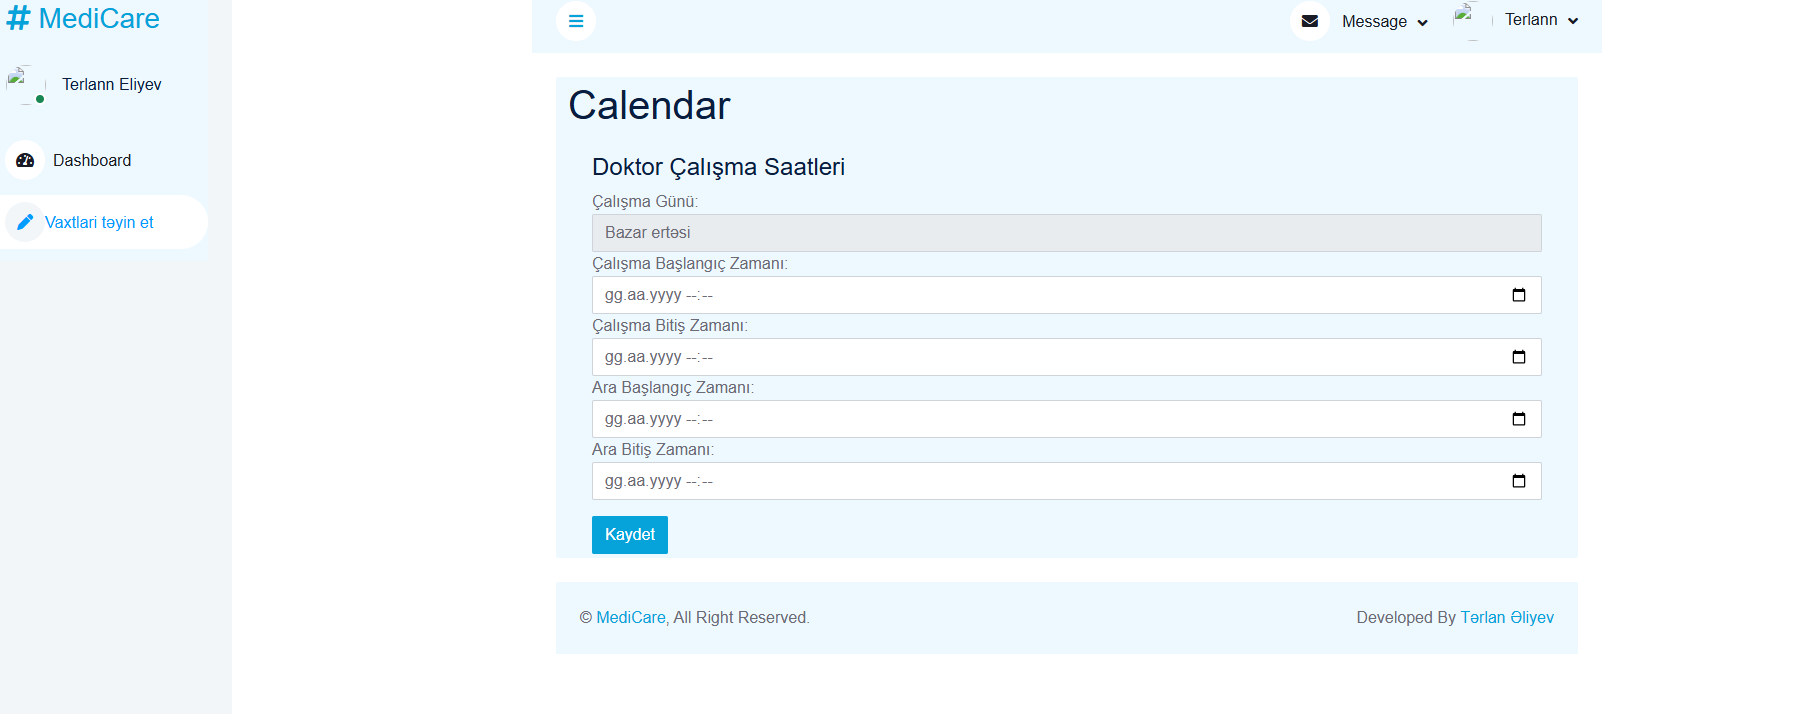 # MediCare
Terlann Eliyev
Dashboard
Vaxtlari təyin et
Message
Terlann
Calendar
Doktor Çalışma Saatleri
Çalışma Günü:
Bazar ertəsi
Çalışma Başlangıç Zamanı:
gg.aa.yyyy --:--
Çalışma Bitiş Zamanı:
gg.aa.yyyy --:--
Ara Başlangıç Zamanı:
gg.aa.yyyy --:--
Ara Bitiş Zamanı:
gg.aa.yyyy --:--
Kaydet
© MediCare, All Right Reserved.
Developed By Tərlan Əliyev